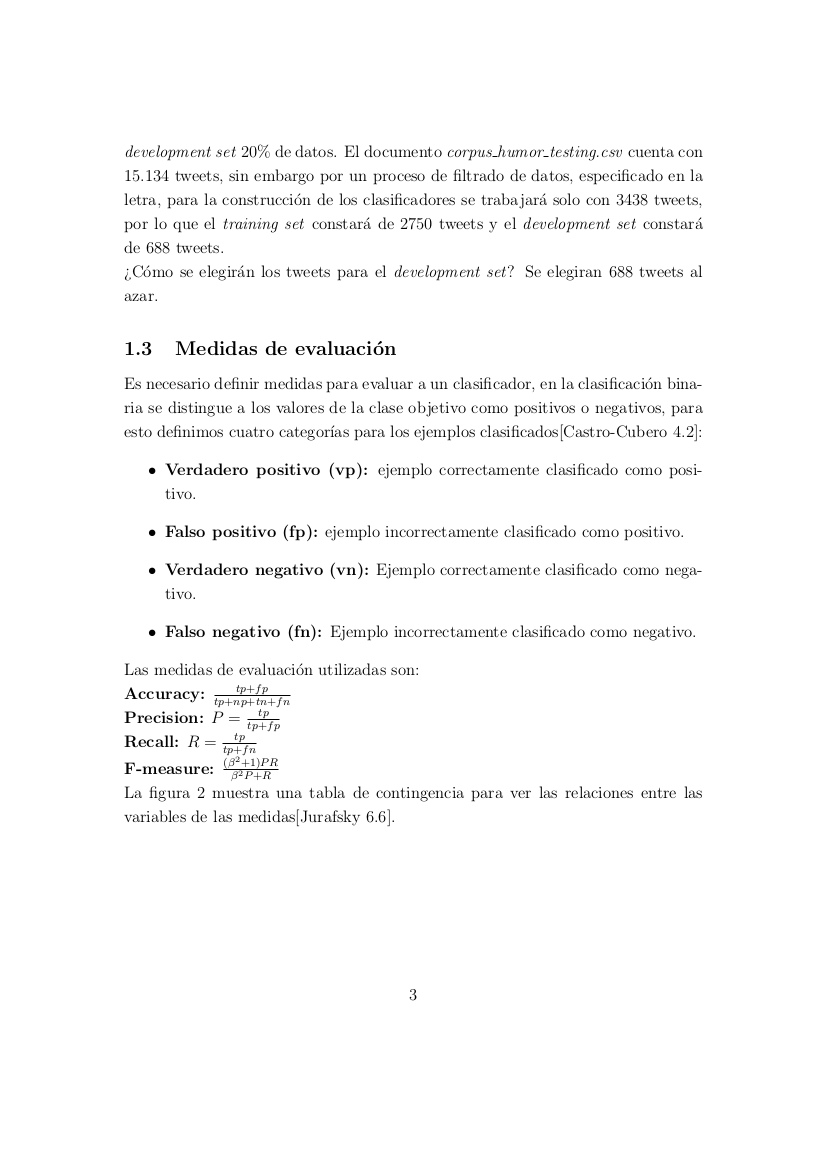 development set 20% de datos. El documento corpus_humor_testing.csv cuenta con
15.134 tweets, sin embargo por un proceso de filtrado de datos, especificado en la
letra, para la construcción de los clasificadores se trabajará solo con 3438 tweets,
por lo que el training set constará de 2750 tweets y el development set constará
de 688 tweets.
¿Cómo se elegirán los tweets para el development set? Se elegiran 688 tweets al
azar.
1.3 Medidas de evaluación
Es necesario definir medidas para evaluar a un clasificador, en la clasificación bina-
ria se distingue a los valores de la clase objetivo como positivos o negativos, para
esto definimos cuatro categorías para los ejemplos clasificados[Castro-Cubero 4.2]:
• Verdadero positivo (vp): ejemplo correctamente clasificado como posi-
tivo.
• Falso positivo (fp): ejemplo incorrectamente clasificado como positivo.
• Verdadero negativo (vn): Ejemplo correctamente clasificado como nega-
tivo.
• Falso negativo (fn): Ejemplo incorrectamente clasificado como negativo.
Las medidas de evaluación utilizadas son:
Accuracy: $\frac{tp+fp}{tp+np+tn+fn}$
Precision: $P = \frac{tp}{tp+fp}$
Recall: $R = \frac{tp}{tp+fn}$
F-measure: $\frac{(\beta^2+1)PR}{\beta^2P+R}$
La figura 2 muestra una tabla de contingencia para ver las relaciones entre las
variables de las medidas[Jurafsky 6.6].
3